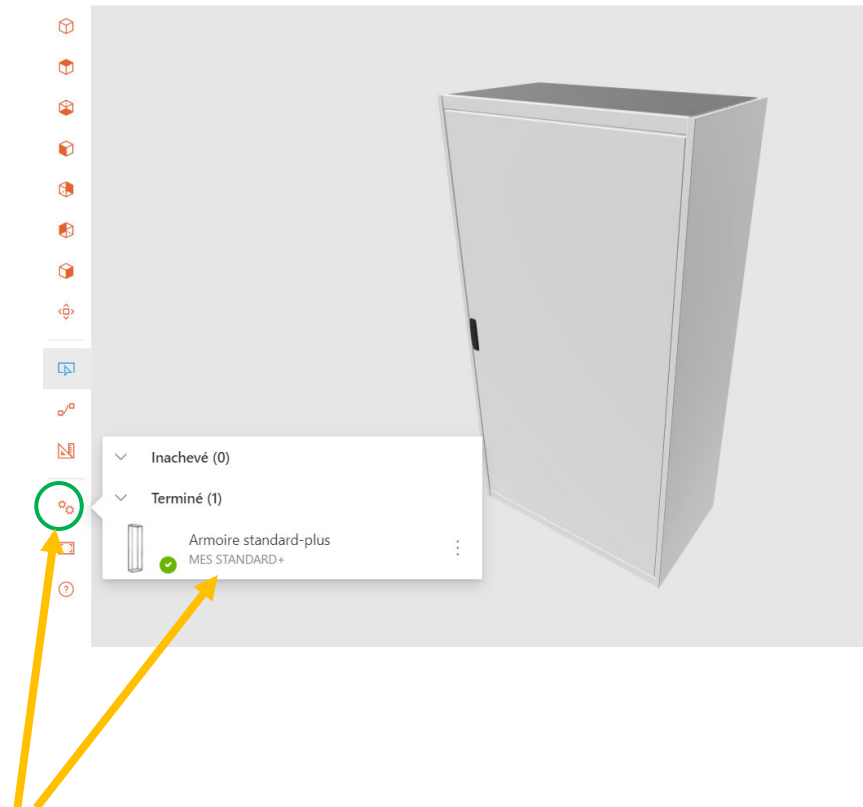 Inachevé (0)
Terminé (1)
Armoire standard-plus
MES STANDARD+
?